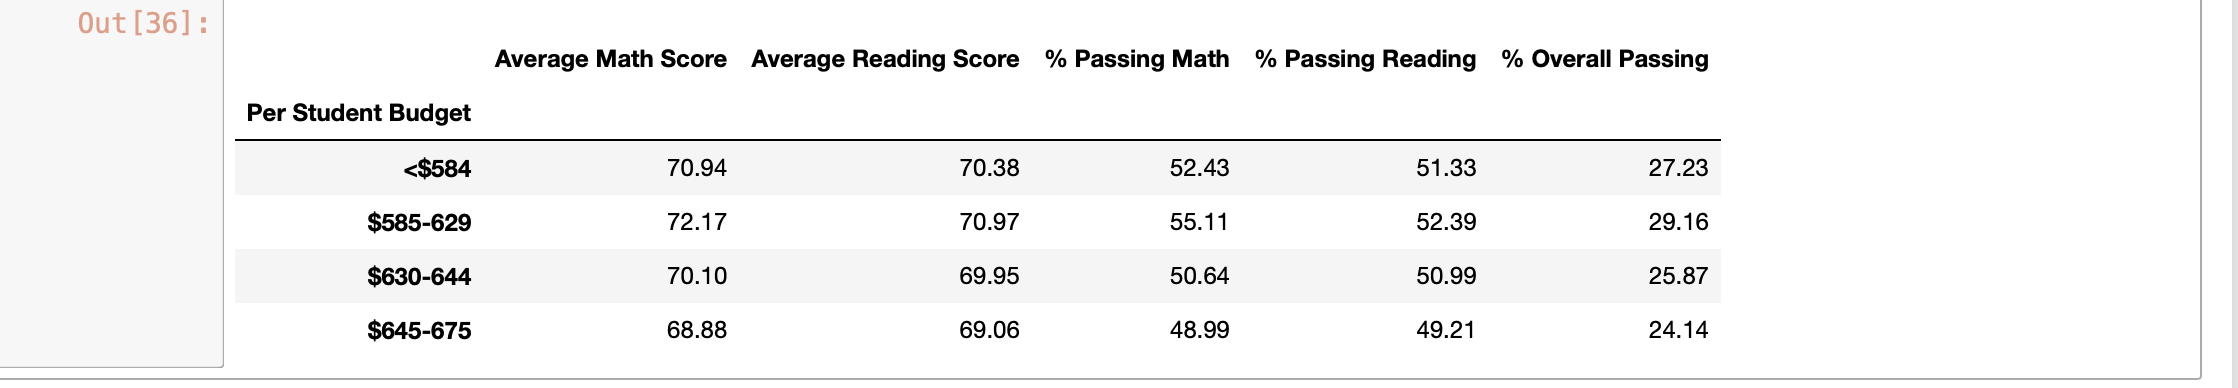 Out[36]:
Average Math Score Average Reading Score % Passing Math % Passing Reading % Overall Passing
Per Student Budget
<$584 70.94 70.38 52.43 51.33 27.23
$585-629 72.17 70.97 55.11 52.39 29.16
$630-644 70.10 69.95 50.64 50.99 25.87
$645-675 68.88 69.06 48.99 49.21 24.14